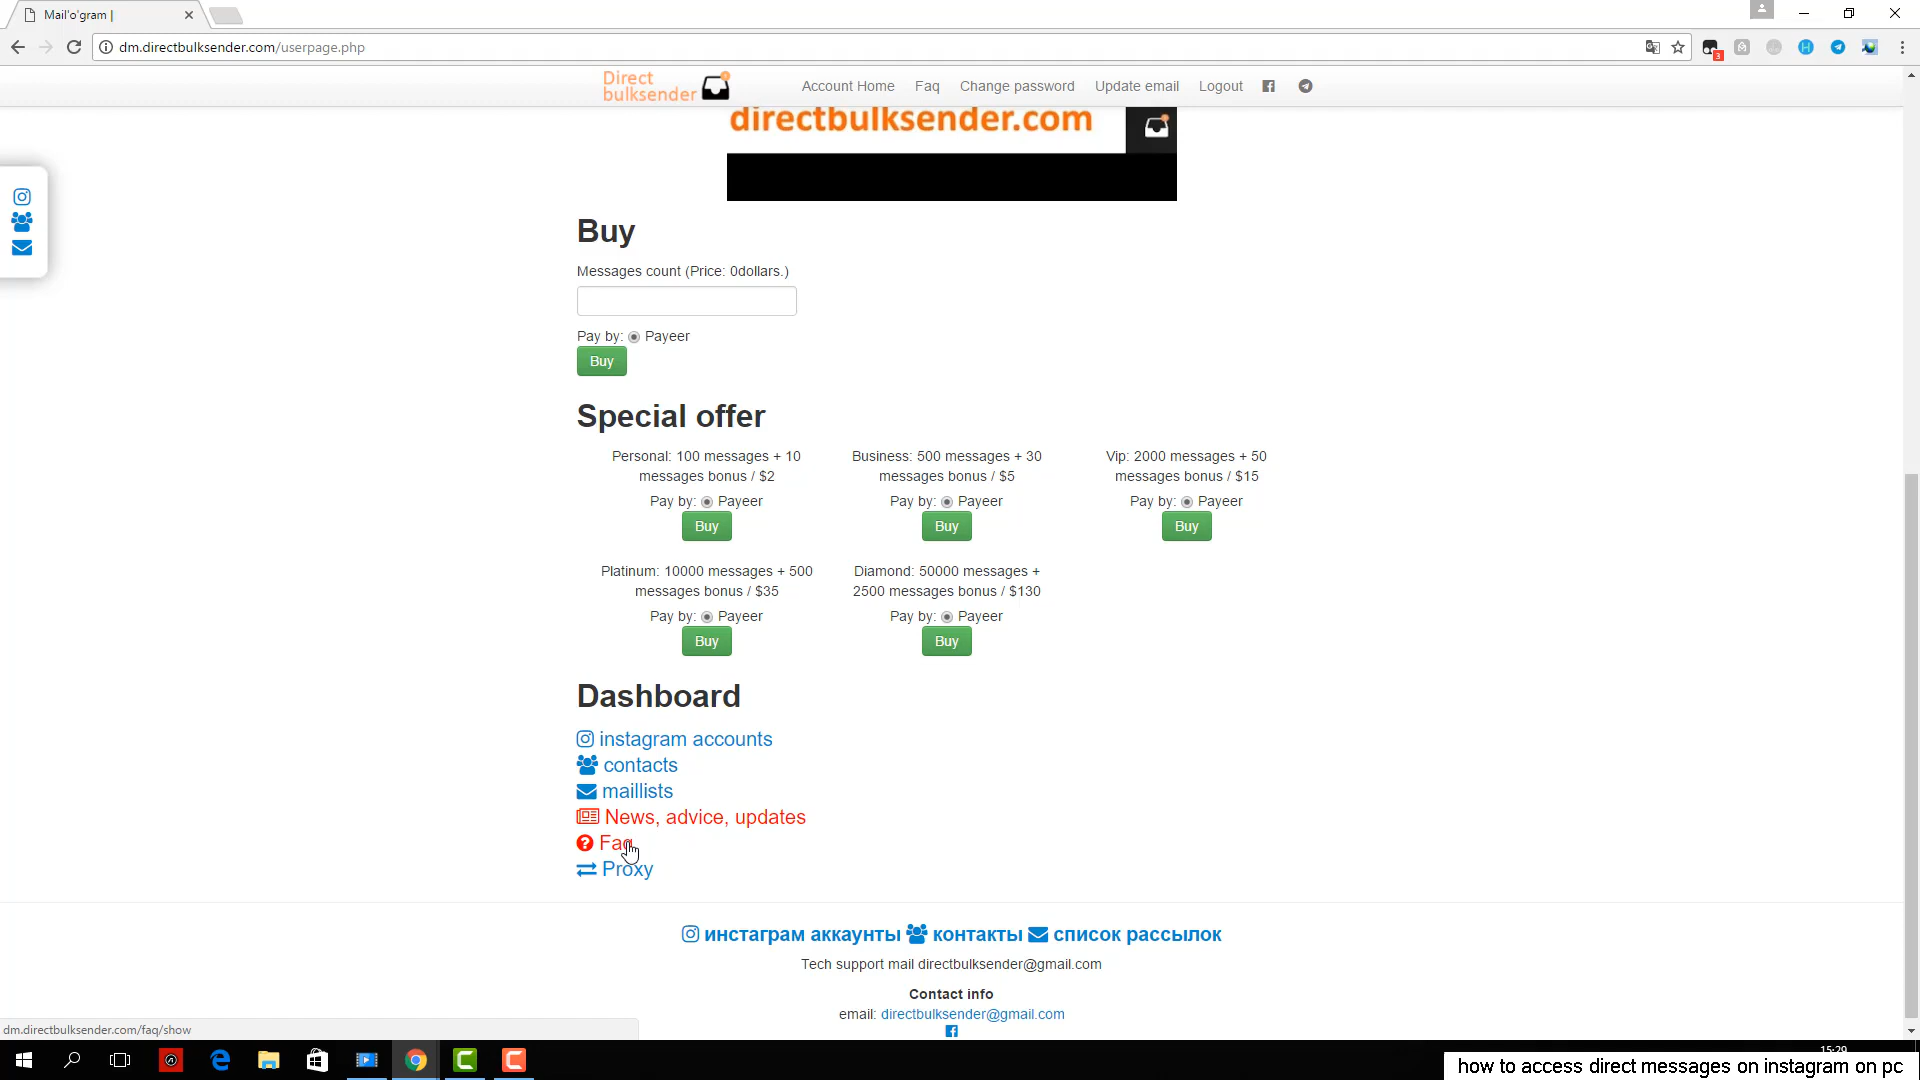 Mail'o'gram |
dm.directbulksender.com/userpage.php
3
Direct
bulksender
Account Home
Faq
Change password
Update email
Logout
directbulksender.com
Buy
Messages count (Price: 0dollars.)
Pay by: Payeer
Buy
Special offer
Personal: 100 messages + 10
messages bonus / $2
Pay by: Payeer
Buy
Business: 500 messages + 30
messages bonus / $5
Pay by: Payeer
Buy
Vip: 2000 messages + 50
messages bonus / $15
Pay by: Payeer
Buy
Platinum: 10000 messages + 500
messages bonus / $35
Pay by: Payeer
Buy
Diamond: 50000 messages +
2500 messages bonus / $130
Pay by: Payeer
Buy
Dashboard
instagram accounts
contacts
maillists
News, advice, updates
Faq
Proxy
инстаграм аккаунты контакты список рассылок
Tech support mail directbulksender@gmail.com
Contact info
email: directbulksender@gmail.com
dm.directbulksender.com/faq/show
15:29
how to access direct messages on instagram on pc